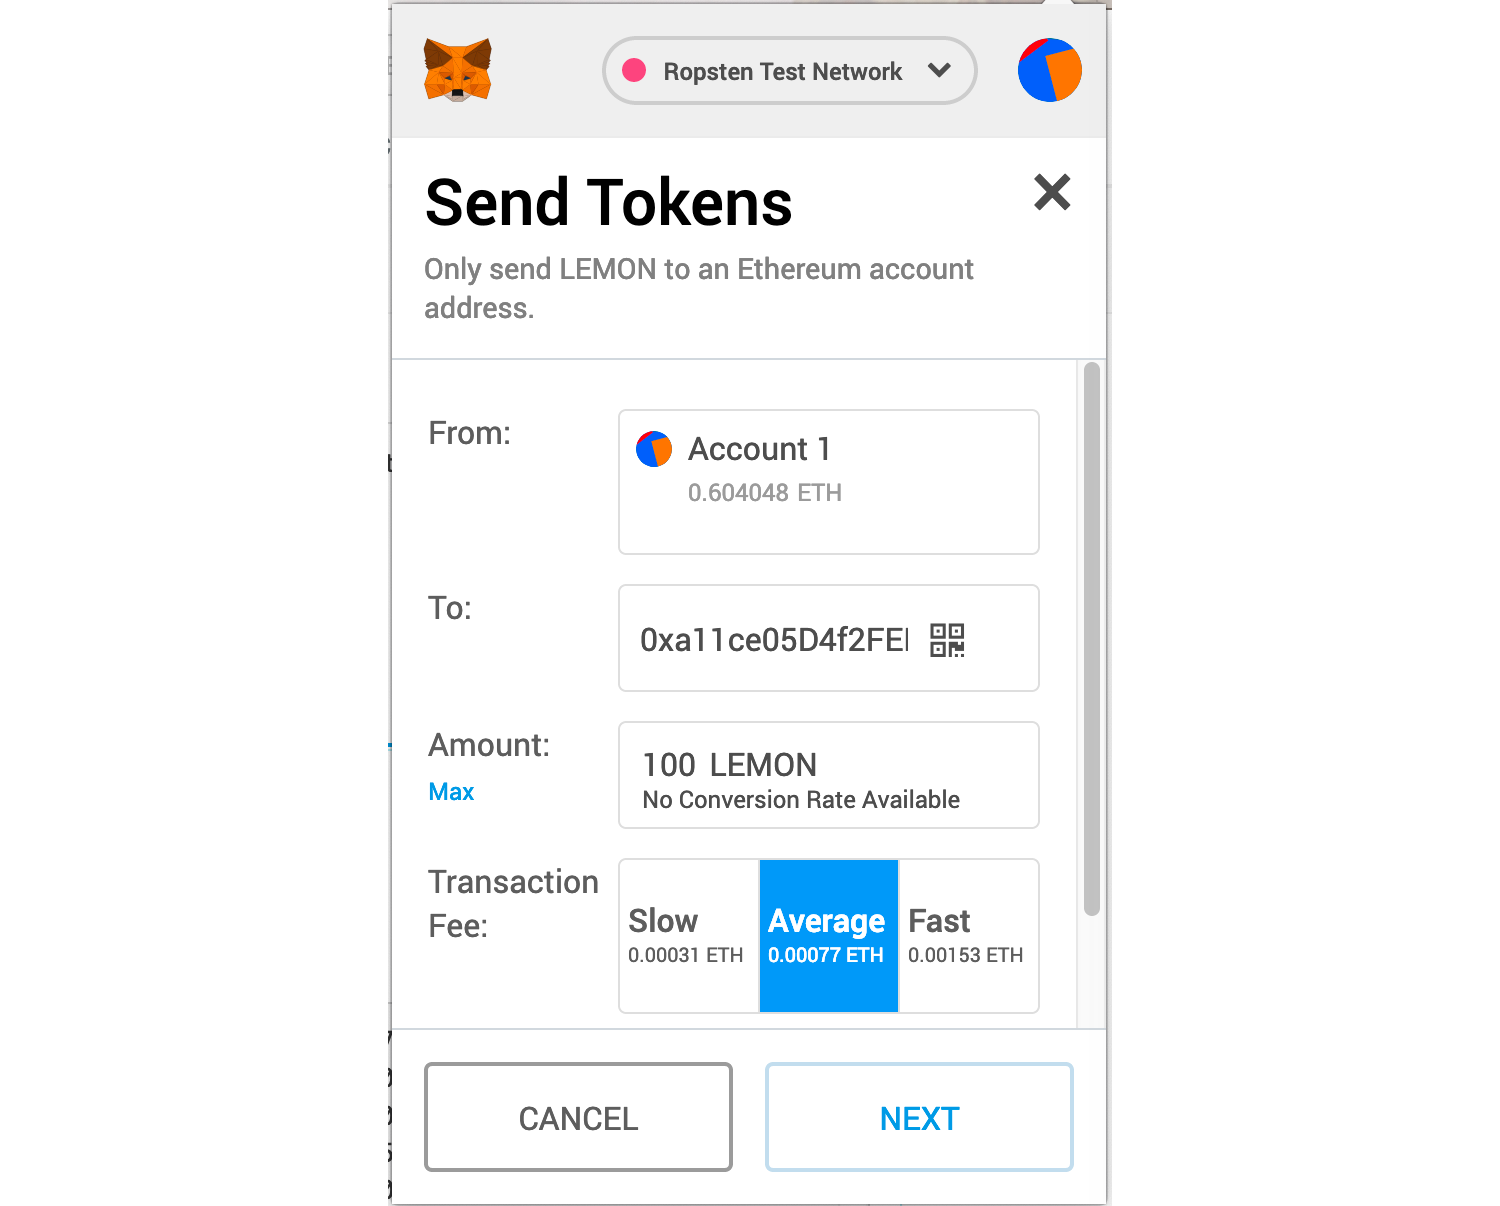 Ropsten Test Network
Send Tokens
Only send LEMON to an Ethereum account
address.
From:
Account 1
0.604048 ETH
To:
0xa11ce05D4f2FE
Amount:
Max
100 LEMON
No Conversion Rate Available
Transaction
Fee:
Slow
0.00031 ETH
Average
0.00077 ETH
Fast
0.00153 ETH
CANCEL
NEXT